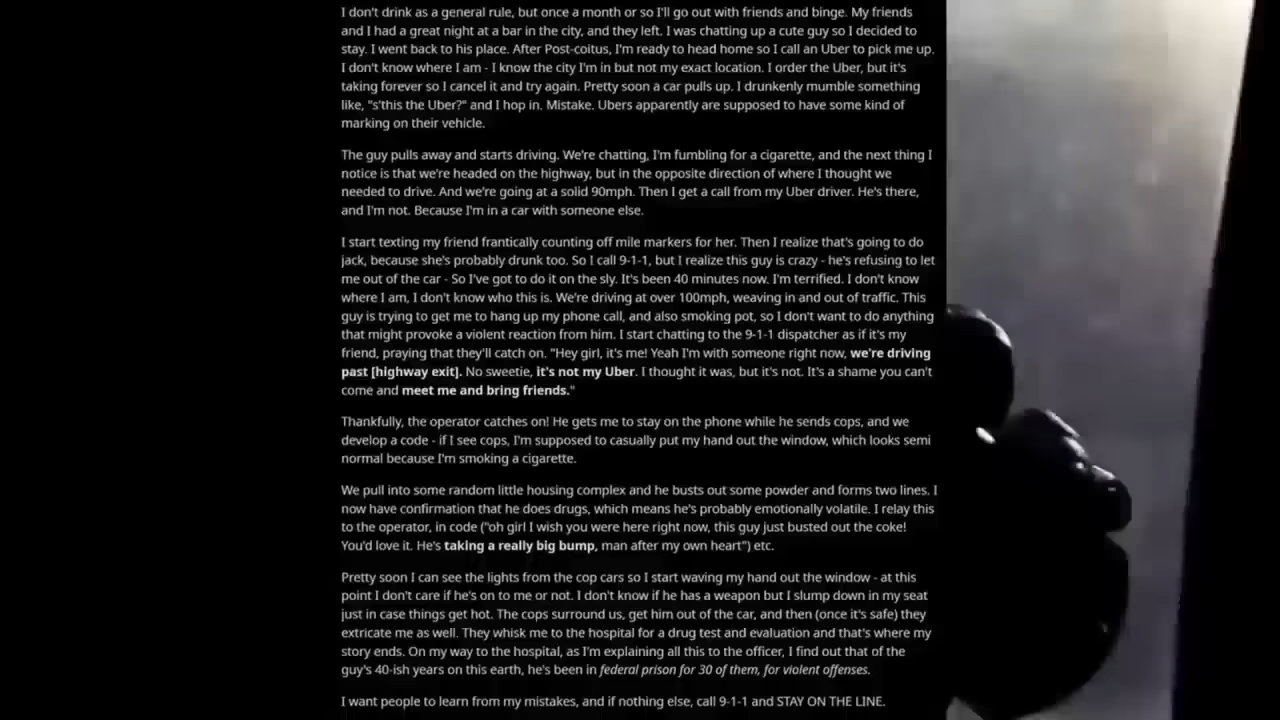 I don't drink as a general rule, but once a month or so I'll go out with friends and binge. My friends
and I had a great night at a bar in the city, and they left. I was chatting up a cute guy so I decided to
stay. I went back to his place. After Post-coitus, I'm ready to head home so I call an Uber to pick me up.
I don't know where I am - I know the city I'm in but not my exact location. I order the Uber, but it's
taking forever so I cancel it and try again. Pretty soon a car pulls up. I drunkenly mumble something
like, "s'this the Uber?" and I hop in. Mistake. Ubers apparently are supposed to have some kind of
marking on their vehicle.
The guy pulls away and starts driving. We're chatting, I'm fumbling for a cigarette, and the next thing I
notice is that we're headed on the highway, but in the opposite direction of where I thought we
needed to drive. And we're going at a solid 90mph. Then I get a call from my Uber driver. He's there,
and I'm not. Because I'm in a car with someone else.
I start texting my friend frantically counting off mile markers for her. Then I realize that's going to do
jack, because she's probably drunk too. So I call 9-1-1, but I realize this guy is crazy - he's refusing to let
me out of the car - So I've got to do it on the sly. It's been 40 minutes now. I'm terrified. I don't know
where I am, I don't know who this is. We're driving at over 100mph, weaving in and out of traffic. This
guy is trying to get me to hang up my phone call, and also smoking pot, so I don't want to do anything
that might provoke a violent reaction from him. I start chatting to the 9-1-1 dispatcher as if it's my
friend, praying that they'll catch on. "Hey girl, it's me! Yeah I'm with someone right now, we're driving
past [highway exit]. No sweetie, it's not my Uber. I thought it was, but it's not. It's a shame you can't
come and meet me and bring friends."
Thankfully, the operator catches on! He gets me to stay on the phone while he sends cops, and we
develop a code - if I see cops, I'm supposed to casually put my hand out the window, which looks semi
normal because I'm smoking a cigarette.
We pull into some random little housing complex and he busts out some powder and forms two lines. I
now have confirmation that he does drugs, which means he's probably emotionally volatile. I relay this
to the operator, in code ("oh girl I wish you were here right now, this guy just busted out the coke!
You'd love it. He's taking a really big bump, man after my own heart") etc.
Pretty soon I can see the lights from the cop cars so I start waving my hand out the window - at this
point I don't care if he's on to me or not. I don't know if he has a weapon but I slump down in my seat
just in case things get hot. The cops surround us, get him out of the car, and then (once it's safe) they
extricate me as well. They whisk me to the hospital for a drug test and evaluation and that's where my
story ends. On my way to the hospital, as I'm explaining all this to the officer, I find out that of the
guy's 40-ish years on this earth, he's been in federal prison for 30 of them, for violent offenses.
I want people to learn from my mistakes, and if nothing else, call 9-1-1 and STAY ON THE LINE.